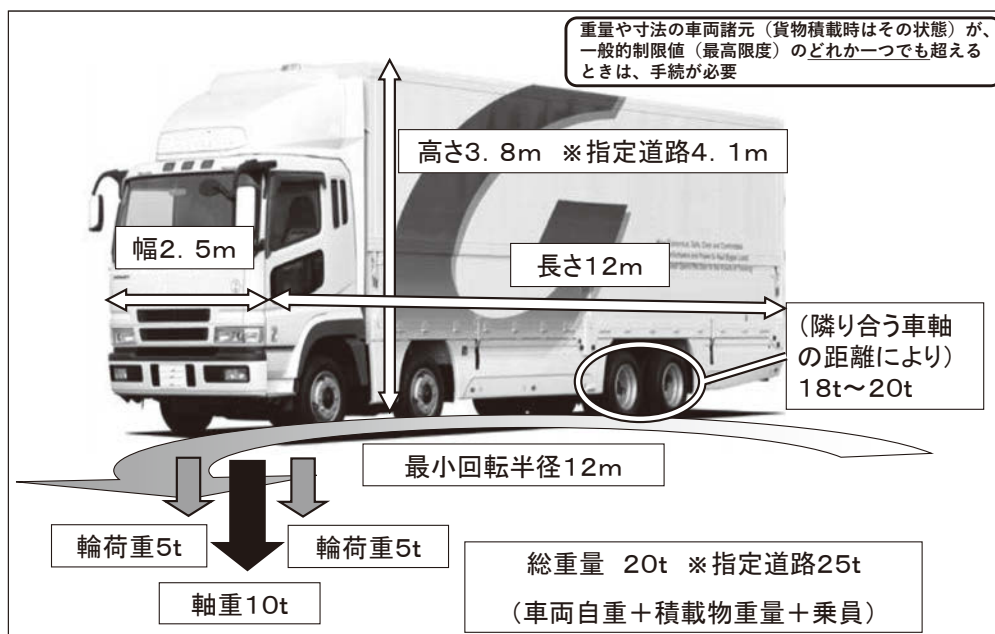 重量や寸法の車両諸元（貨物積載時はその状態）が、
一般的制限値（最高限度）のどれか一つでも超える
ときは、手続が必要
高さ3．8m ※指定道路4．1m
幅2．5m
長さ12m
（隣り合う車軸
の距離により）
18t～20t
最小回転半径12m
輪荷重5t
輪荷重5t
軸重10t
総重量 20t ※指定道路25t
（車両自重＋積載物重量＋乗員）